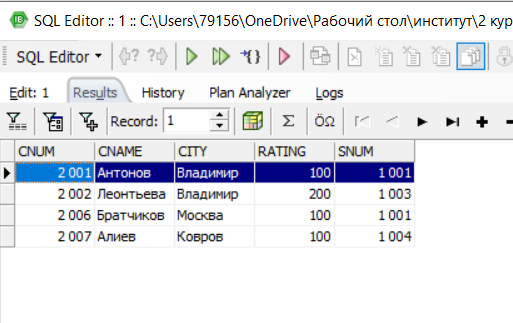 SQL Editor :: 1 :: C:\Users\79156\OneDrive\Рабочий стол\институт\2 кур
SQL Editor
Edit: 1 Results History Plan Analyzer Logs
Record: 1 Σ ÖΩ
CNUM CNAME CITY RATING SNUM
2 001 Антонов Владимир 100 1 001
2 002 Леонтьева Владимир 200 1 003
2 006 Братчиков Москва 100 1 001
2 007 Алиев Ковров 100 1 004